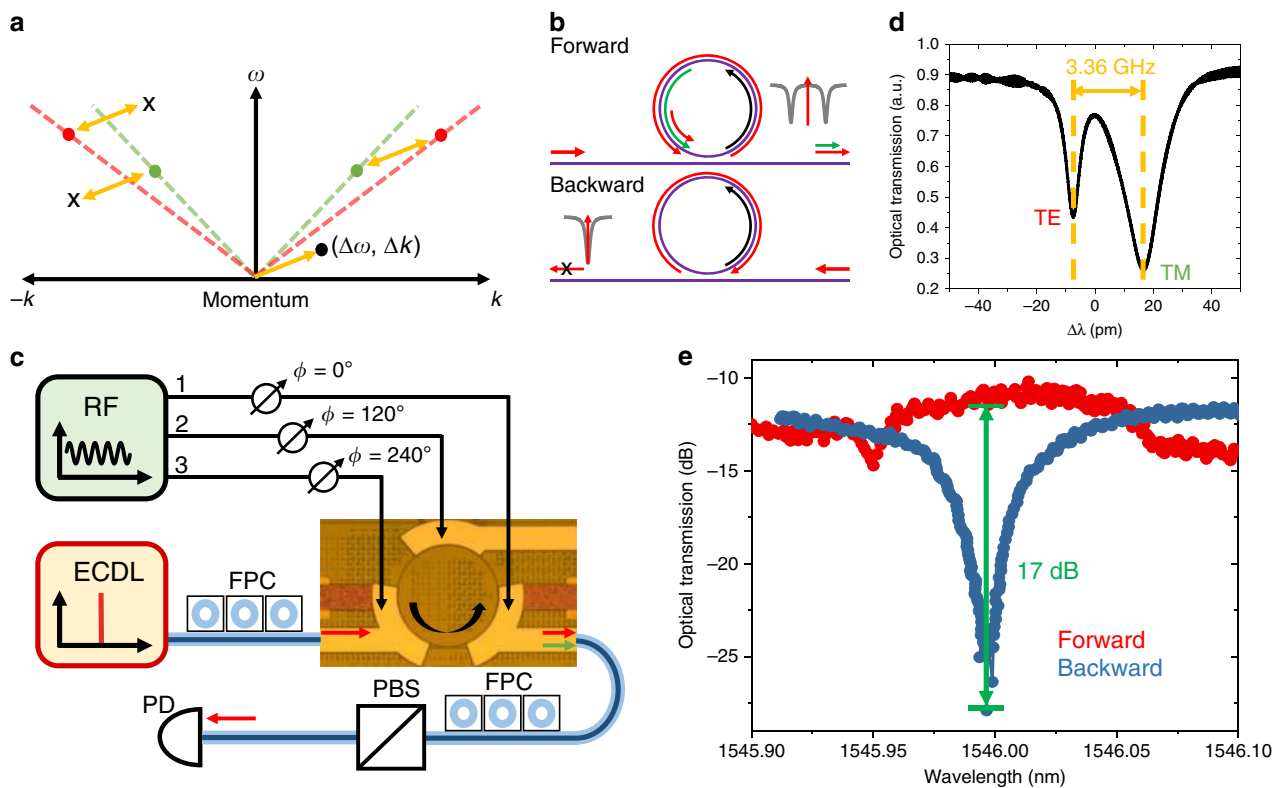 a
ω
x
x
(Δω, Δk)
–k
Momentum
k
b
Forward
Backward
x
c
RF
1
2
3
ϕ = 0°
ϕ = 120°
ϕ = 240°
ECDL
FPC
FPC
PBS
PD
d
Optical transmission (a.u.)
1.0
0.9
0.8
0.7
0.6
0.5
0.4
0.3
0.2
3.36 GHz
TE
TM
–40
–20
0
20
40
Δλ (pm)
e
Optical transmission (dB)
–10
–15
–20
–25
17 dB
Forward
Backward
1545.90
1545.95
1546.00
1546.05
1546.10
Wavelength (nm)